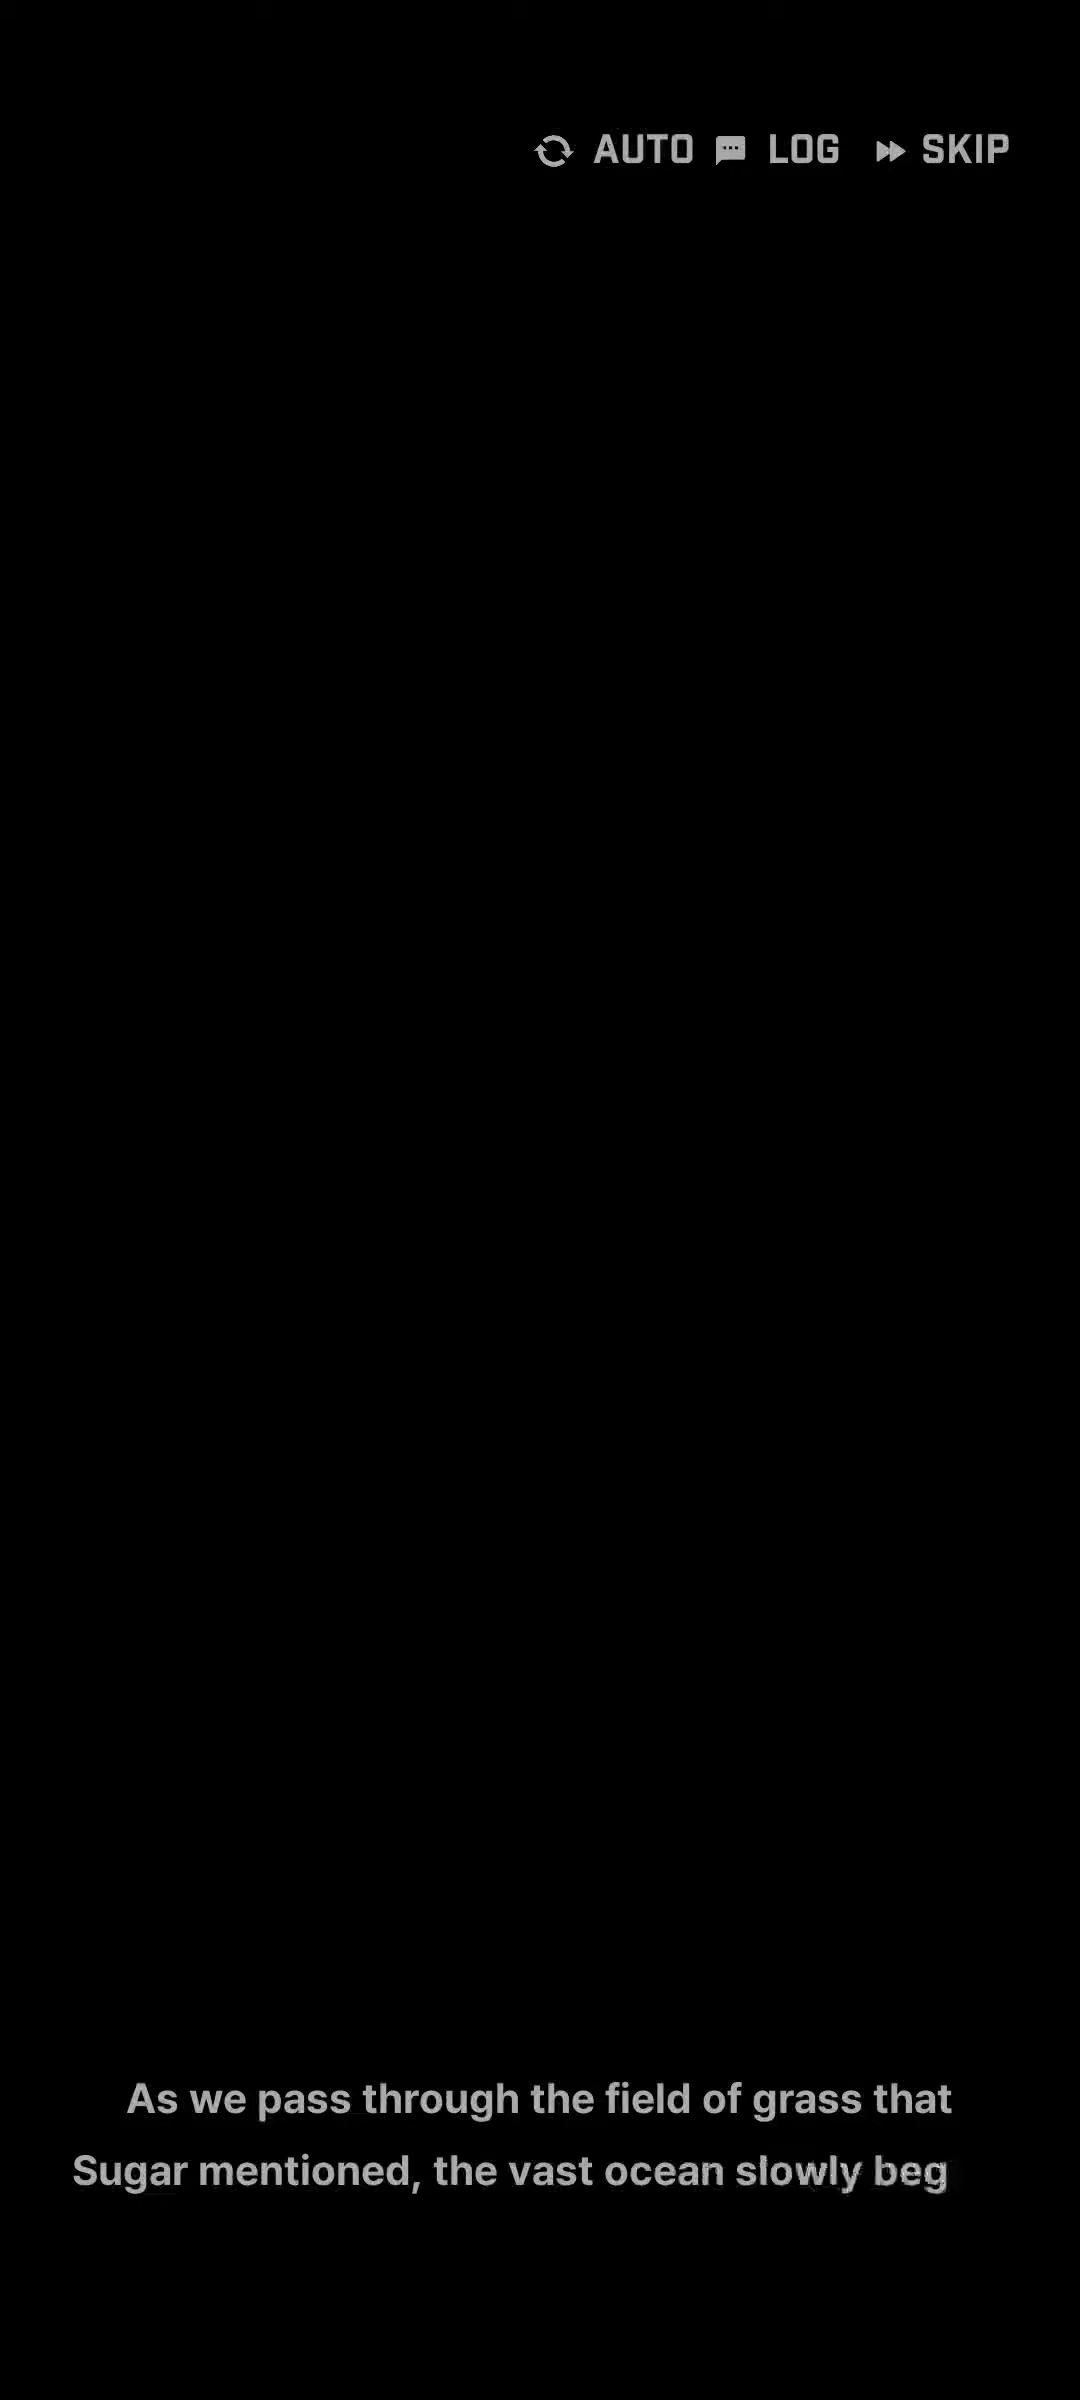 AUTO LOG SKIP
As we pass through the field of grass that
Sugar mentioned, the vast ocean slowly beg